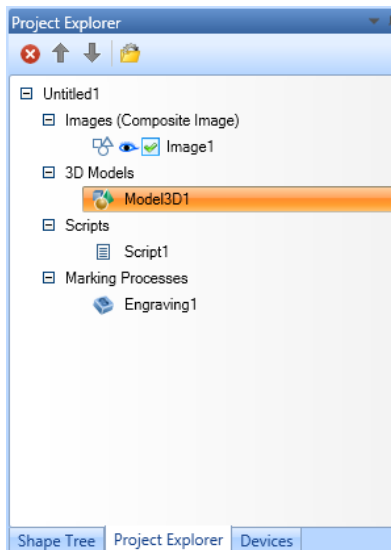 Project Explorer
Untitled1
Images (Composite Image)
Image1
3D Models
Model3D1
Scripts
Script1
Marking Processes
Engraving1
Shape Tree Project Explorer Devices